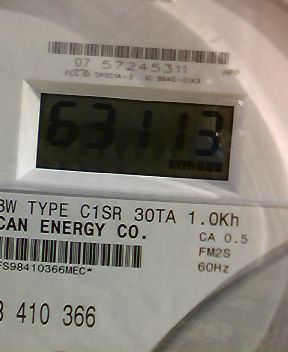 07 57245311
63113
kWh
3W TYPE C1SR 30TA 1.0Kh
CAN ENERGY CO.
CA 0.5
FM2S
60Hz
FS98410366MEC*
8 410 366